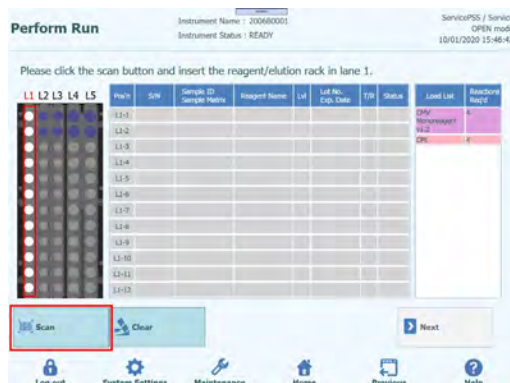 Perform Run
Instrument Name : 200680001
Instrument Status : READY
ServicePSS / Service
OPEN mode
10/01/2020 15:46:4
Please click the scan button and insert the reagent/elution rack in lane 1.
L1 L2 L3 L4 L5
Pos'n S/N Sample ID Sample Matrix Reagent Name Lvl Lot No. Exp. Date T/R Status
L1-1
L1-2
L1-3
L1-4
L1-5
L1-6
L1-7
L1-8
L1-9
L1-10
L1-11
L1-12
Load List Reactions Req'd
CMV Monoreagent v1.2 4
CPE 4
Scan
Clear
Next
Log out
System Settings
Maintenance
Home
Previous
Help